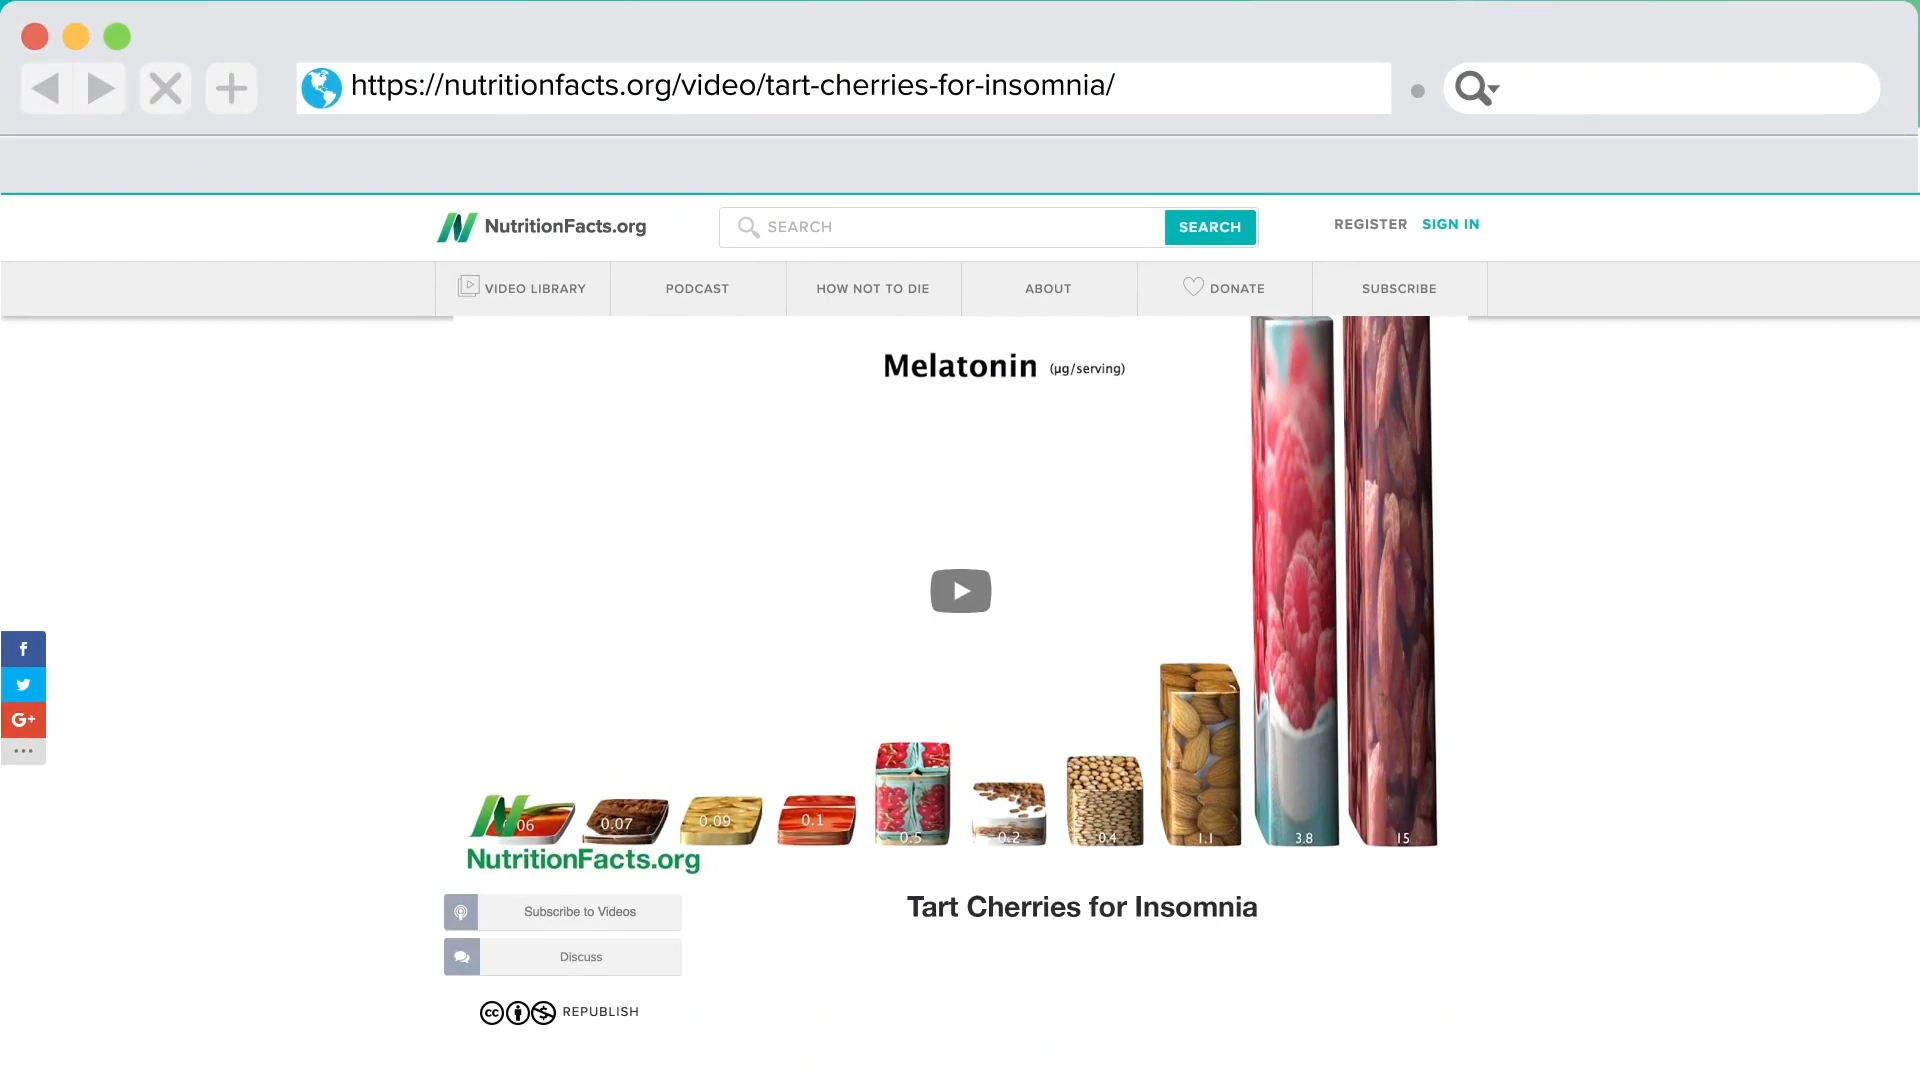 https://nutritionfacts.org/video/tart-cherries-for-insomnia/
NutritionFacts.org
SEARCH
SEARCH
REGISTER SIGN IN
VIDEO LIBRARY
PODCAST
HOW NOT TO DIE
ABOUT
DONATE
SUBSCRIBE
Melatonin (µg/serving)
f
G+
06
0.07
0.09
0.1
0.5
0.2
0.4
1.1
3.8
15
NutritionFacts.org
Subscribe to Videos
Tart Cherries for Insomnia
Discuss
cc REPUBLISH